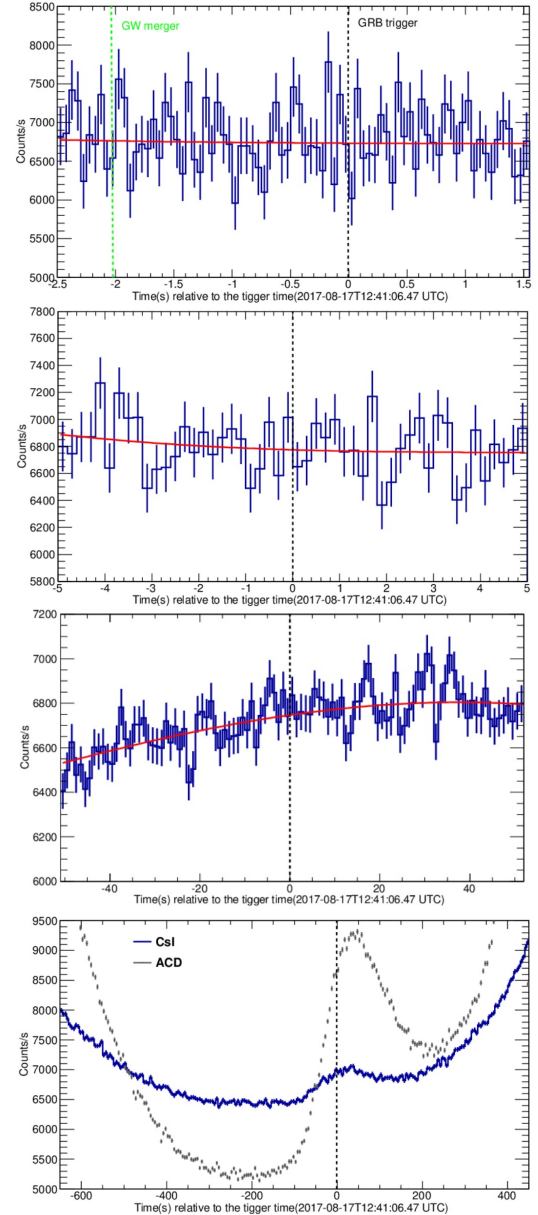 8500
8000
7500
7000
6500
6000
5500
5000
Counts/s
GW merger
GRB trigger
-2.5 -2 -1.5 -1 -0.5 0 0.5 1 1.5
Time(s) relative to the tigger time(2017-08-17T12:41:06.47 UTC)
7800
7600
7400
7200
7000
6800
6600
6400
6200
6000
5800
Counts/s
-5 -4 -3 -2 -1 0 1 2 3 4 5
Time(s) relative to the tigger time(2017-08-17T12:41:06.47 UTC)
7200
7000
6800
6600
6400
6200
6000
Counts/s
-40 -20 0 20 40
Time(s) relative to the tigger time(2017-08-17T12:41:06.47 UTC)
9500
9000
8500
8000
7500
7000
6500
6000
5500
5000
Counts/s
CsI
ACD
-600 -400 -200 0 200 400
Time(s) relative to the tigger time(2017-08-17T12:41:06.47 UTC)